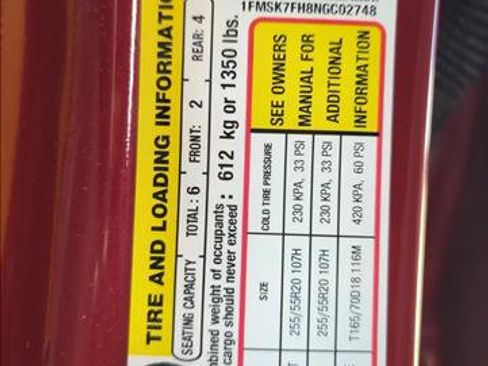 1FMSK7FH8NGC02748
TIRE AND LOADING INFORMATIO
SEATING CAPACITY TOTAL: 6 FRONT: 2 REAR: 4
bined weight of occupants
cargo should never exceed: 612 kg or 1350 lbs.
SIZE COLD TIRE PRESSURE SEE OWNERS
MANUAL FOR
ADDITIONAL
INFORMATION
255/55R20 107H 230 KPA, 33 PSI
255/55R20 107H 230 KPA, 33 PSI
T165/70D18 116M 420 KPA, 60 PSI